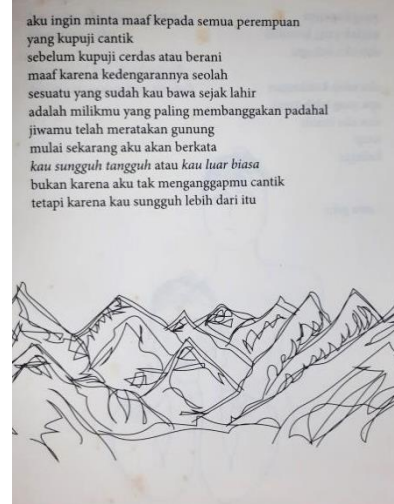 aku ingin minta maaf kepada semua perempuan
yang kupuji cantik
sebelum kupuji cerdas atau berani
maaf karena kedengarannya seolah
sesuatu yang sudah kau bawa sejak lahir
adalah milikmu yang paling membanggakan padahal
jiwamu telah meratakan gunung
mulai sekarang aku akan berkata
kau sungguh tangguh atau kau luar biasa
bukan karena aku tak menganggapmu cantik
tetapi karena kau sungguh lebih dari itu